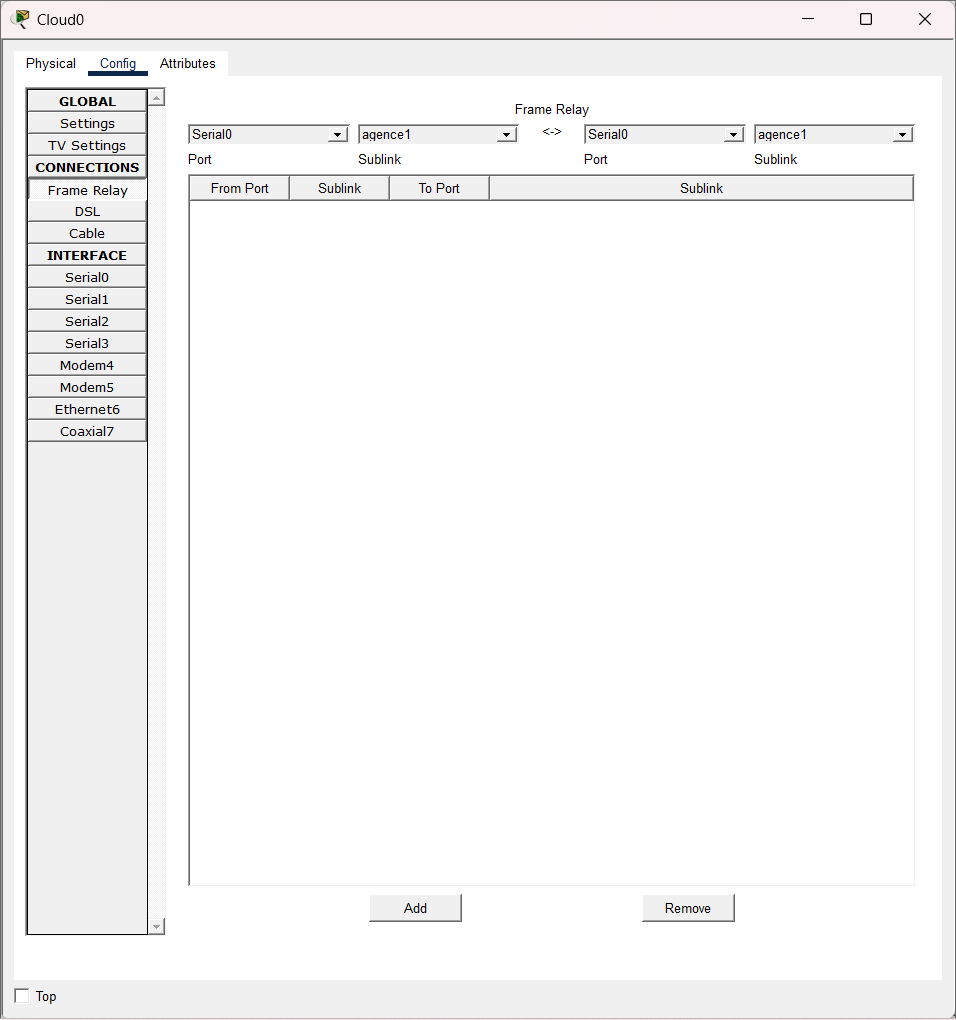 Cloud0
Physical Config Attributes
GLOBAL
Settings
TV Settings
CONNECTIONS
Frame Relay
DSL
Cable
INTERFACE
Serial0
Serial1
Serial2
Serial3
Modem4
Modem5
Ethernet6
Coaxial7
Frame Relay
Serial0 agence1 <-> Serial0 agence1
Port Sublink Port Sublink
From Port Sublink To Port Sublink
Add Remove
Top